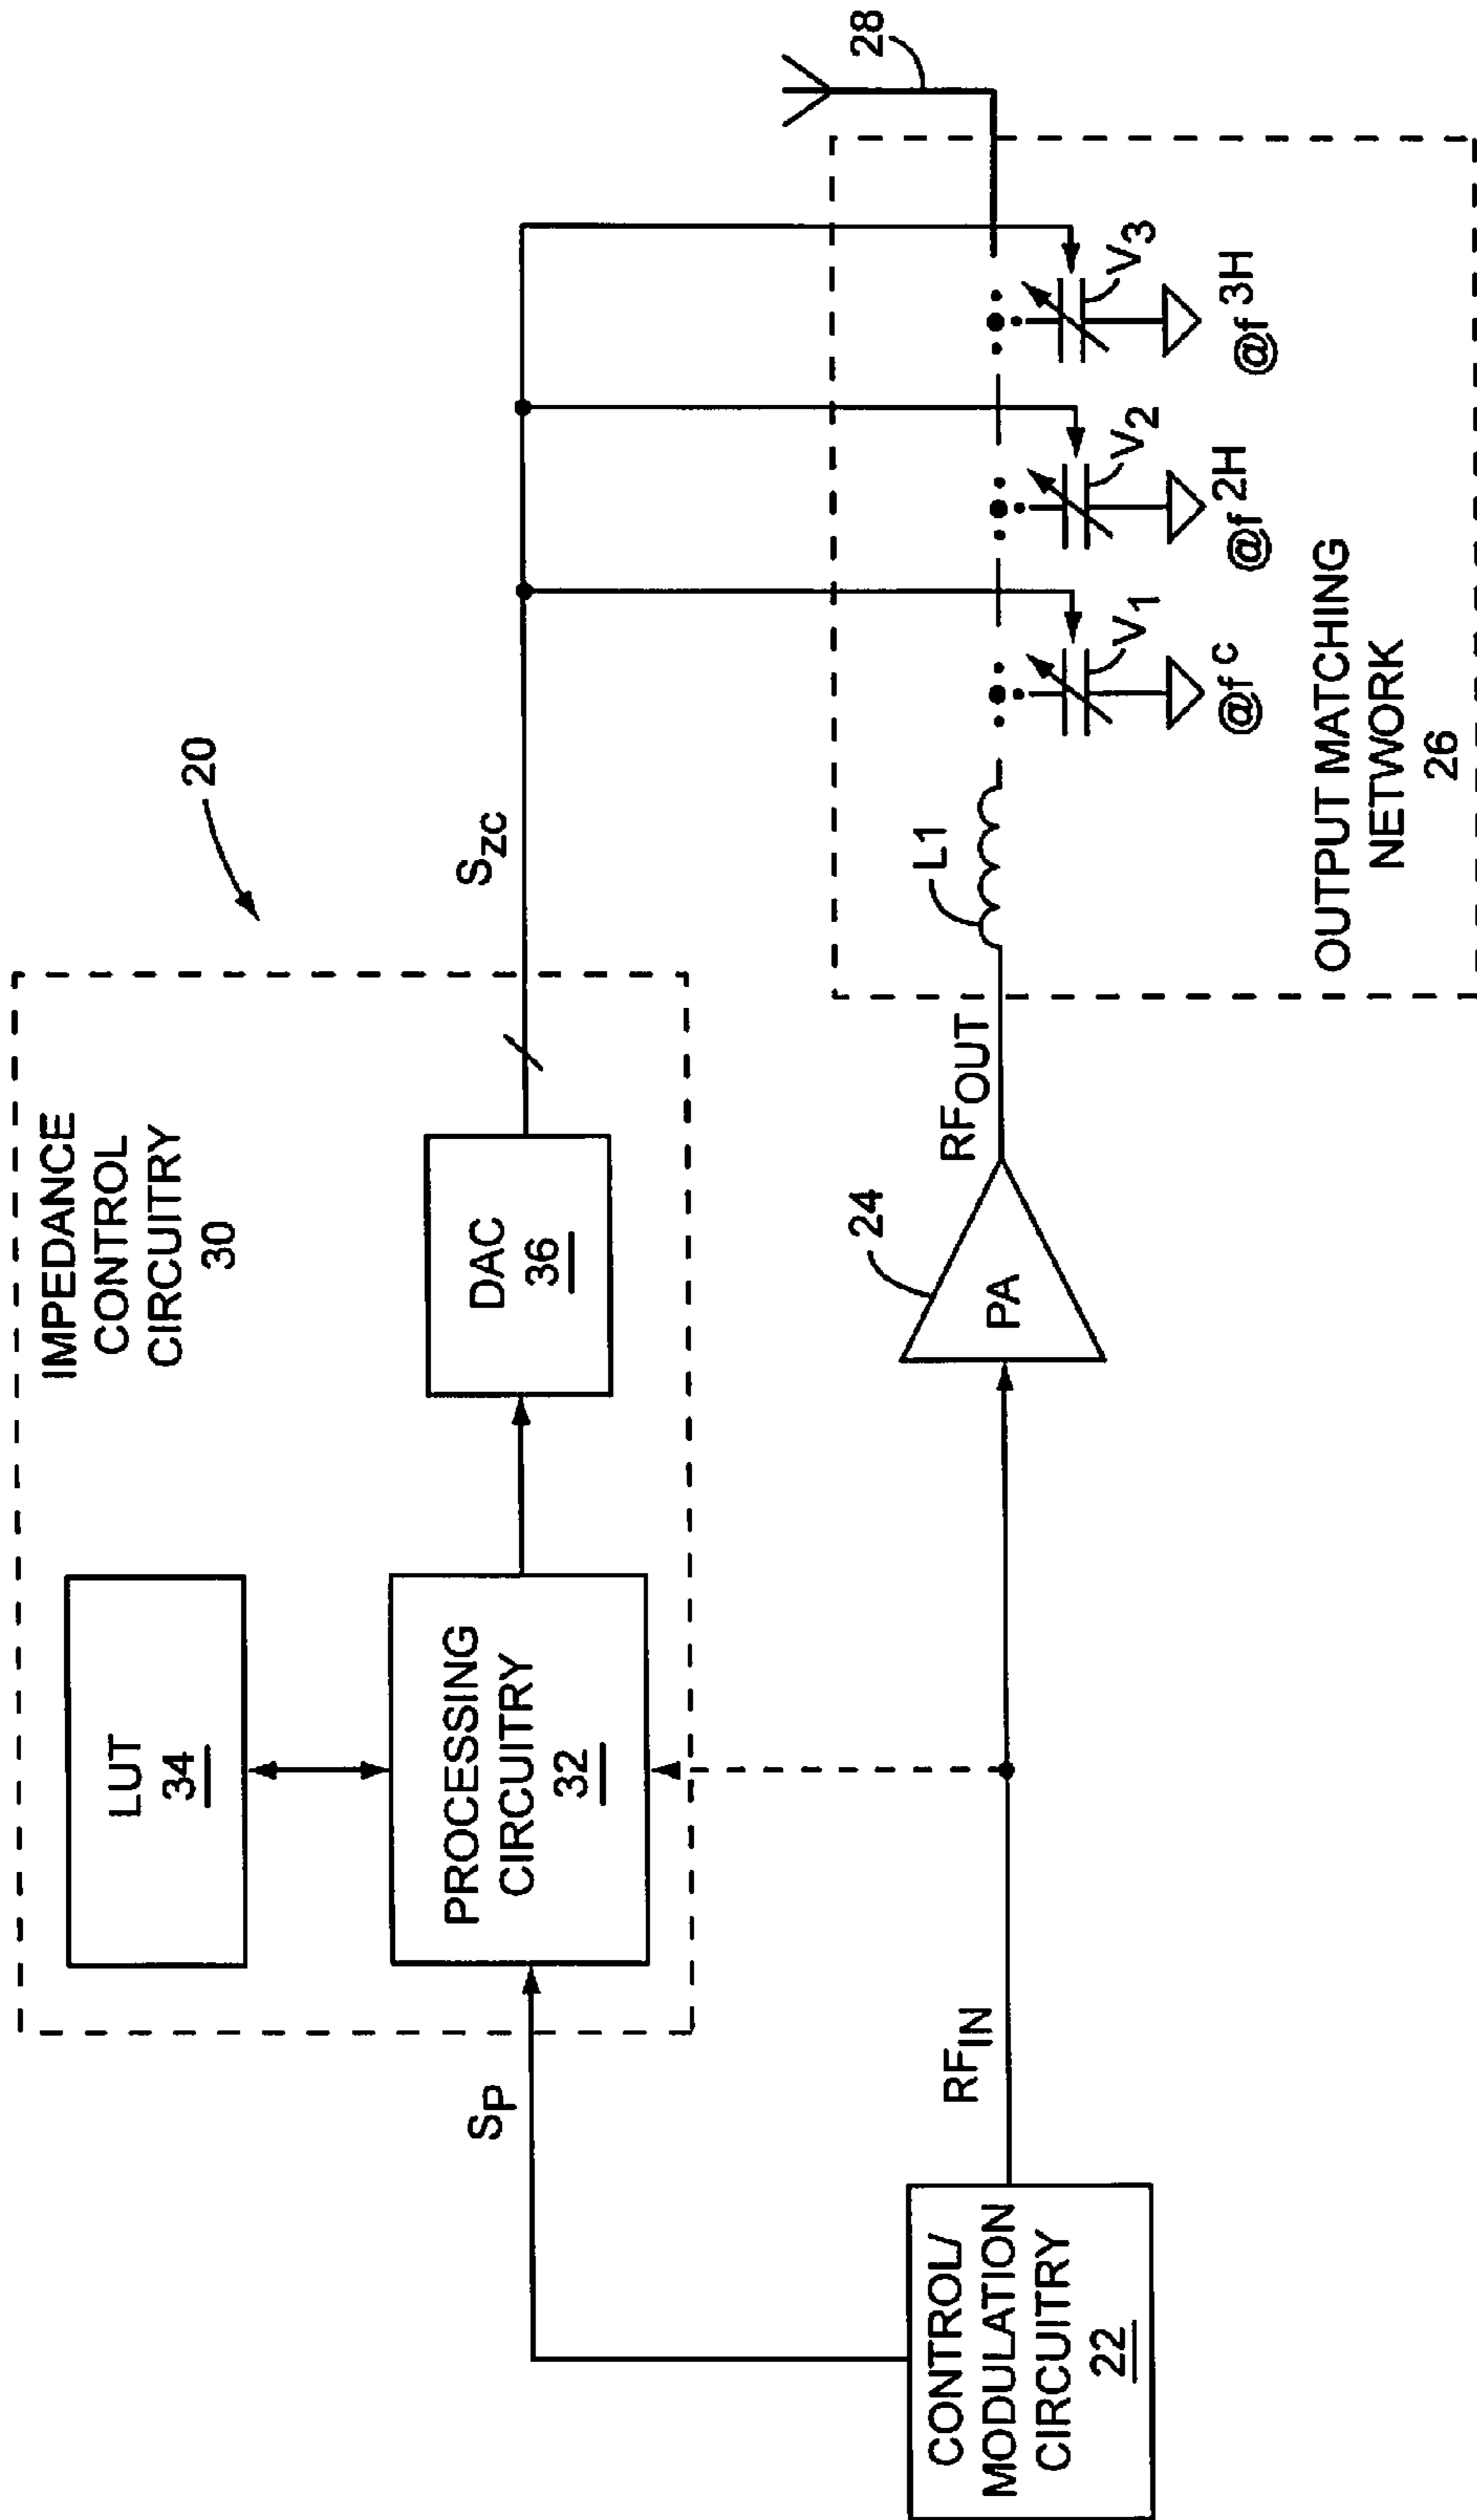 IMPEDANCE
CONTROL
CIRCUITRY
30
LUT
34
PROCESSING
CIRCUITRY
32
DAC
36
SP
SZC
20
28
CONTROL/
MODULATION
CIRCUITRY
22
RFIN
24
PA
RFOUT
L1
V1
V2
V3
@fC
@f2H
@f3H
OUTPUT MATCHING
NETWORK
26